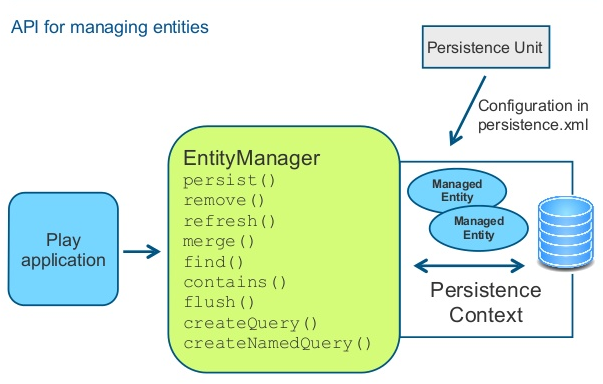 API for managing entities
Persistence Unit
Configuration in
persistence.xml
EntityManager
persist()
remove()
refresh()
merge()
find()
contains()
flush()
createQuery()
createNamedQuery()
Play
application
Managed
Entity
Managed
Entity
Persistence
Context